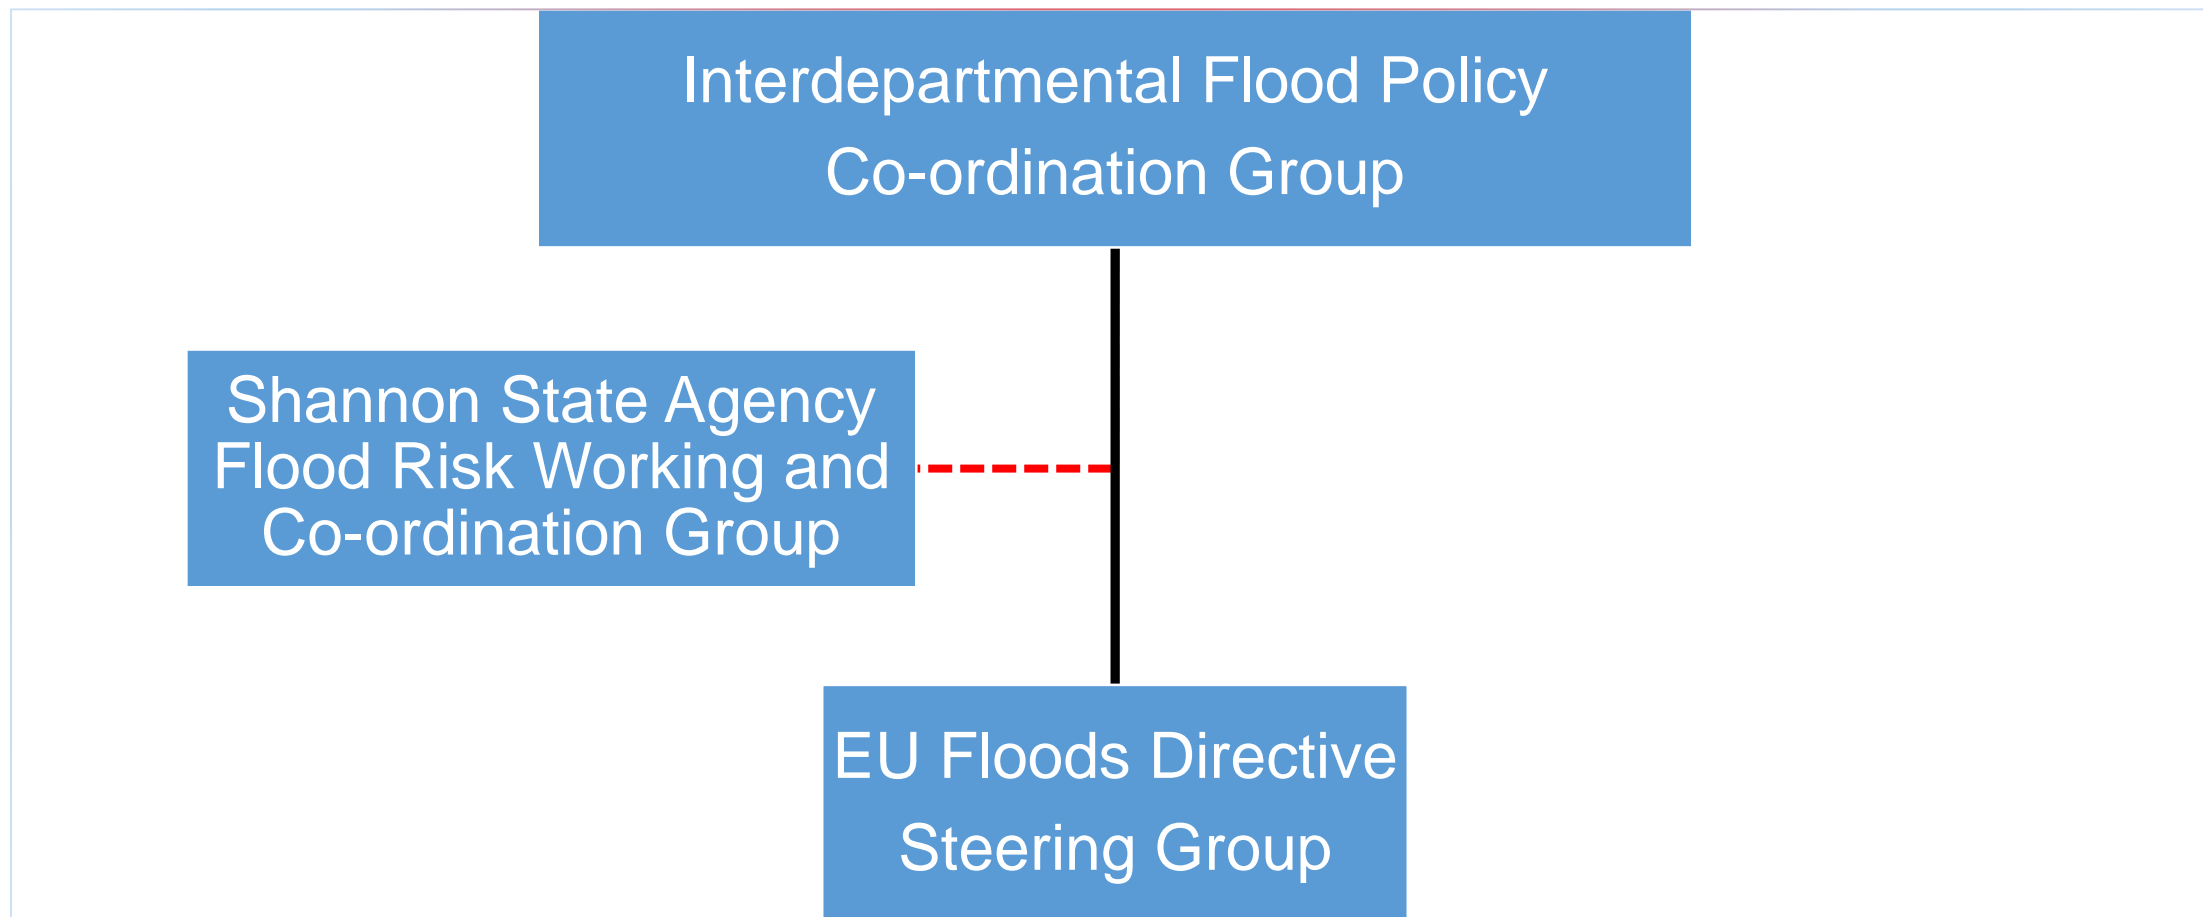 Interdepartmental Flood Policy
Co-ordination Group
Shannon State Agency
Flood Risk Working and
Co-ordination Group
EU Floods Directive
Steering Group